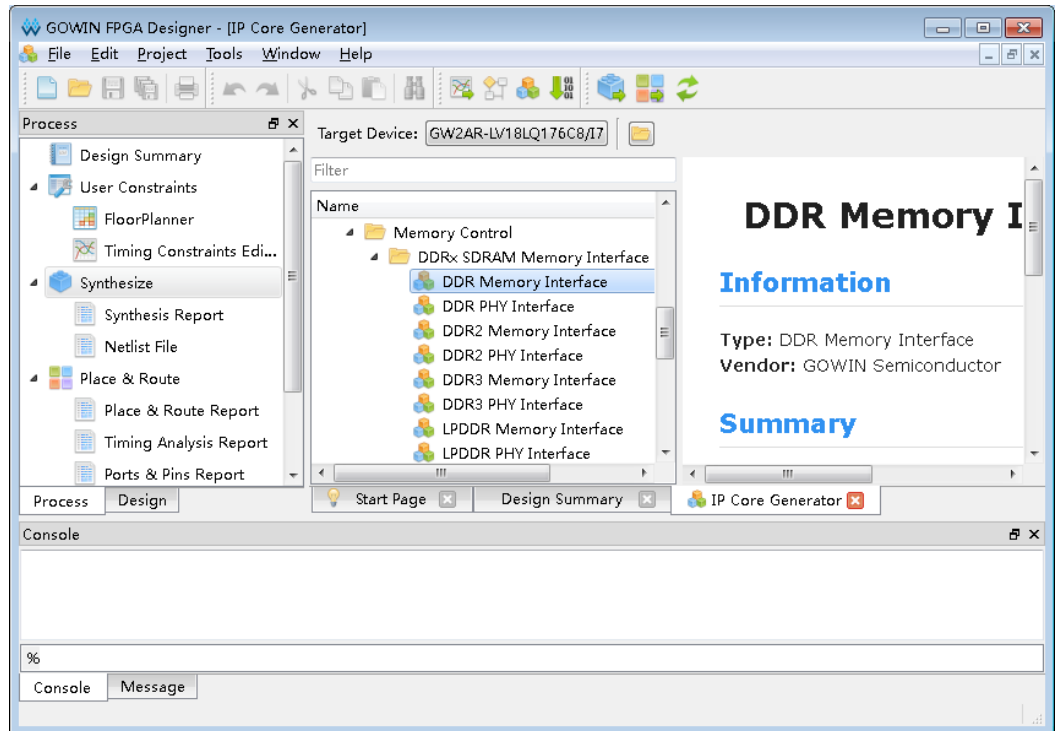 GOWIN FPGA Designer - [IP Core Generator]
File Edit Project Tools Window Help
Process
Design Summary
User Constraints
FloorPlanner
Timing Constraints Edi...
Synthesize
Synthesis Report
Netlist File
Place & Route
Place & Route Report
Timing Analysis Report
Ports & Pins Report
Process Design
Target Device: GW2AR-LV18LQ176C8/I7
Filter
Name
Memory Control
DDRx SDRAM Memory Interface
DDR Memory Interface
DDR PHY Interface
DDR2 Memory Interface
DDR2 PHY Interface
DDR3 Memory Interface
DDR3 PHY Interface
LPDDR Memory Interface
LPDDR PHY Interface
DDR Memory I
Information
Type: DDR Memory Interface
Vendor: GOWIN Semiconductor
Summary
Start Page Design Summary IP Core Generator
Console
%
Console Message